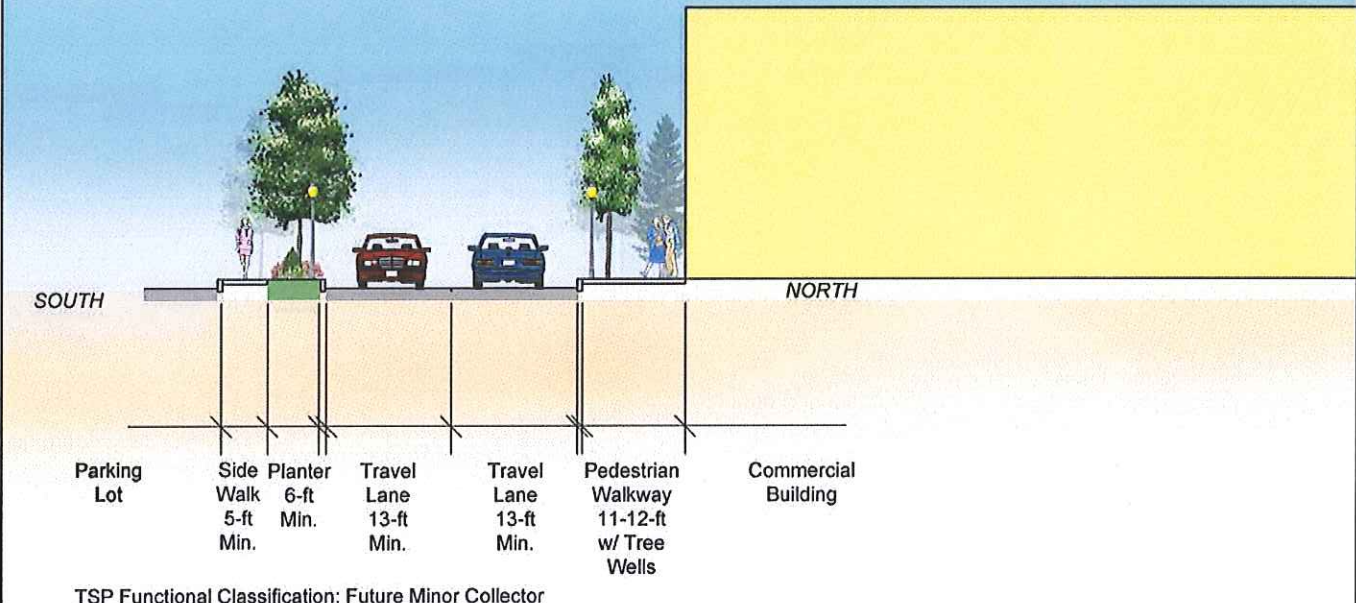 SOUTH
NORTH
Parking
Lot
Side
Walk
5-ft
Min.
Planter
6-ft
Min.
Travel
Lane
13-ft
Min.
Travel
Lane
13-ft
Min.
Pedestrian
Walkway
11-12-ft
w/ Tree
Wells
Commercial
Building
TSP Functional Classification: Future Minor Collector